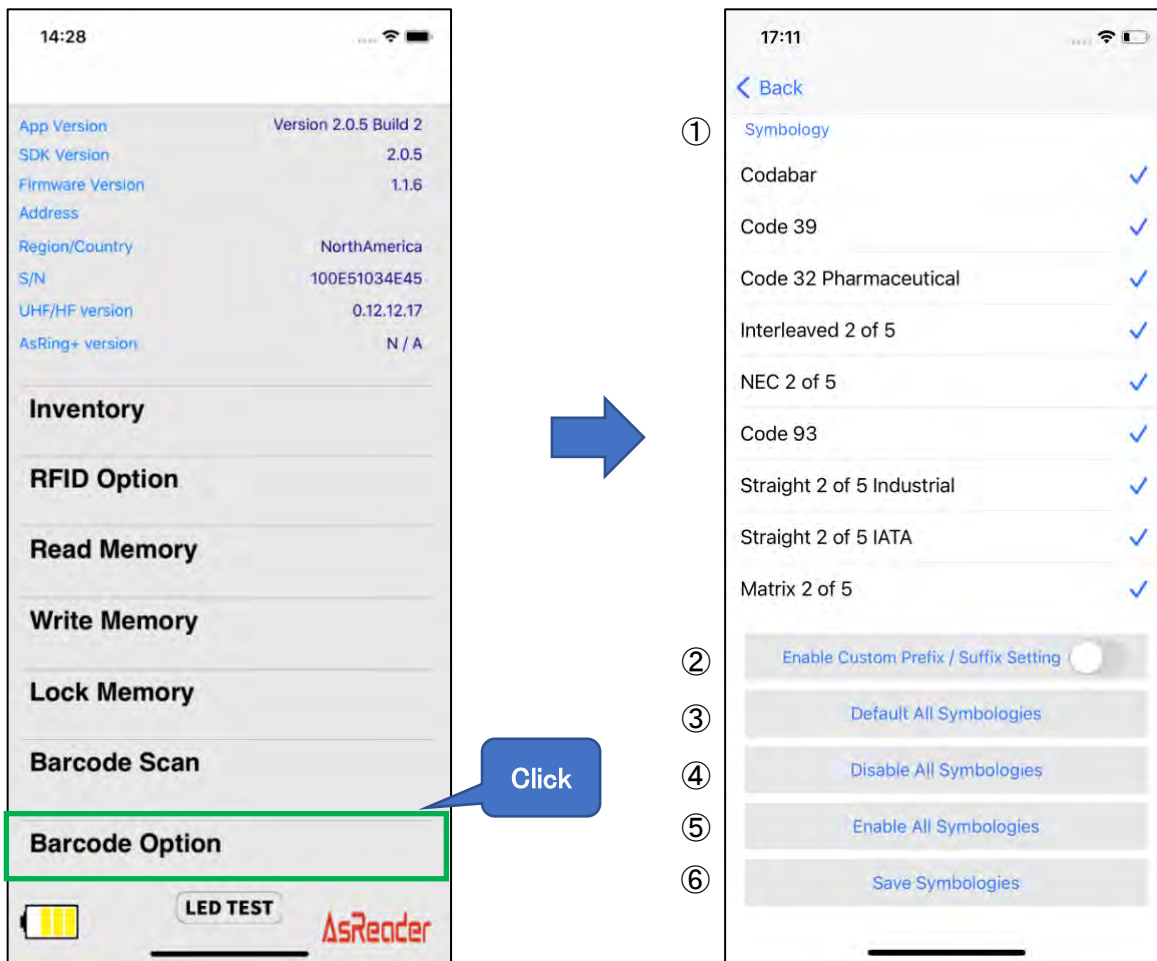 14:28
App Version Version 2.0.5 Build 2
SDK Version 2.0.5
Firmware Version 1.1.6
Address
Region/Country NorthAmerica
S/N 100E51034E45
UHF/HF version 0.12.12.17
AsRing+ version N / A
Inventory
RFID Option
Read Memory
Write Memory
Lock Memory
Barcode Scan
Barcode Option
LED TEST
AsReader
Click
17:11
Back
① Symbology
Codabar
Code 39
Code 32 Pharmaceutical
Interleaved 2 of 5
NEC 2 of 5
Code 93
Straight 2 of 5 Industrial
Straight 2 of 5 IATA
Matrix 2 of 5
② Enable Custom Prefix / Suffix Setting
③ Default All Symbologies
④ Disable All Symbologies
⑤ Enable All Symbologies
⑥ Save Symbologies